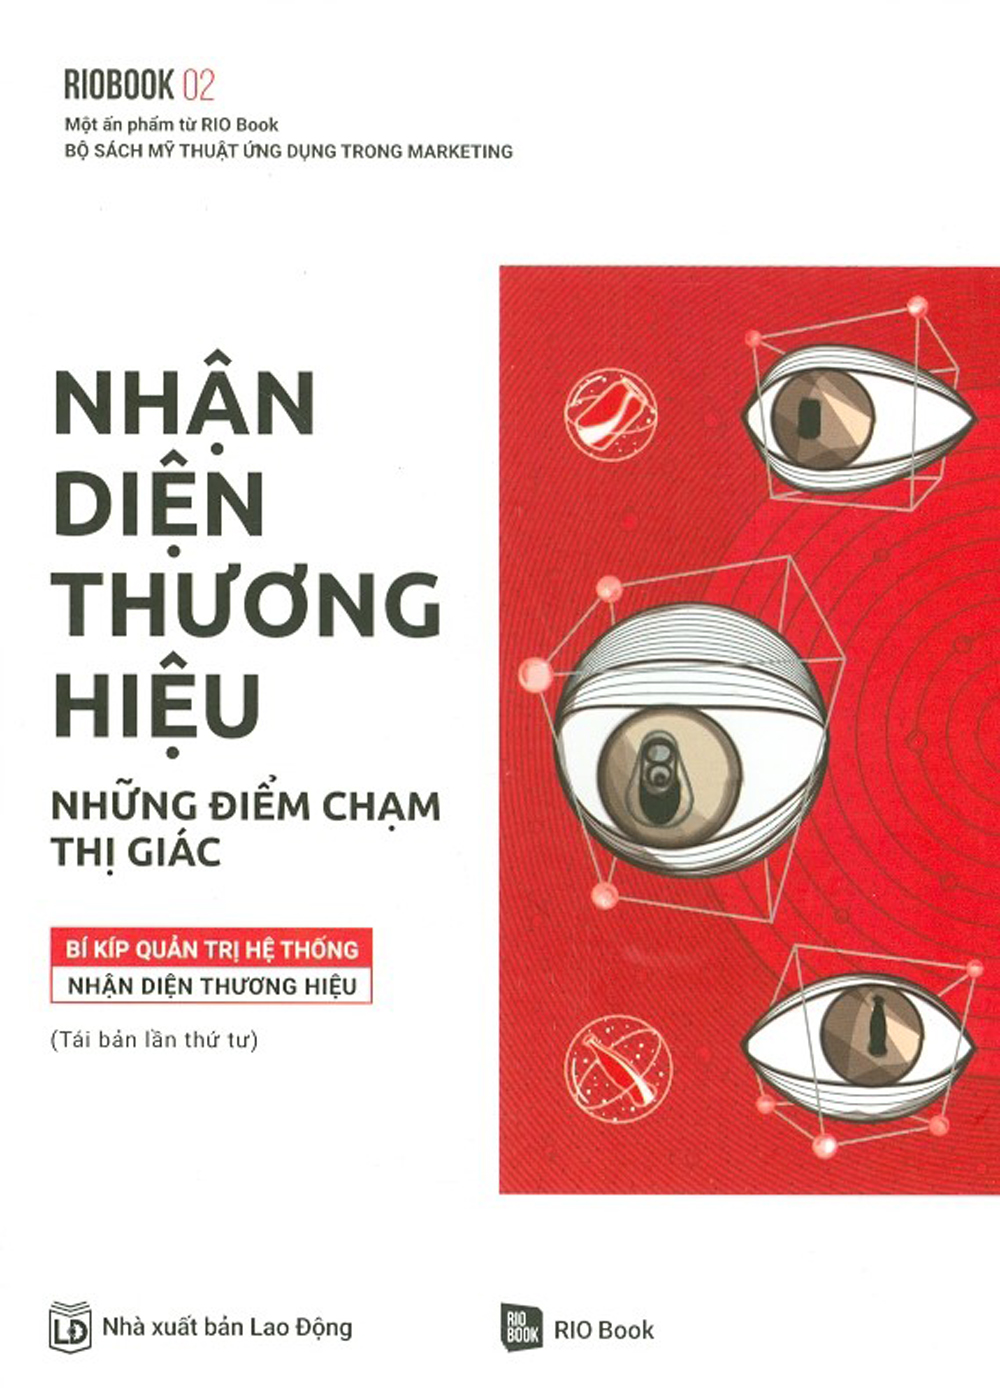 RIOBOOK 02
Một ấn phẩm từ RIO Book
BỘ SÁCH MỸ THUẬT ỨNG DỤNG TRONG MARKETING
NHẬN
DIỆN
THƯƠNG
HIỆU
NHỮNG ĐIỂM CHẠM
THỊ GIÁC
BÍ KÍP QUẢN TRỊ HỆ THỐNG
NHẬN DIỆN THƯƠNG HIỆU
(Tái bản lần thứ tư)
LĐ Nhà xuất bản Lao Động
RIO
BOOK
RIO Book